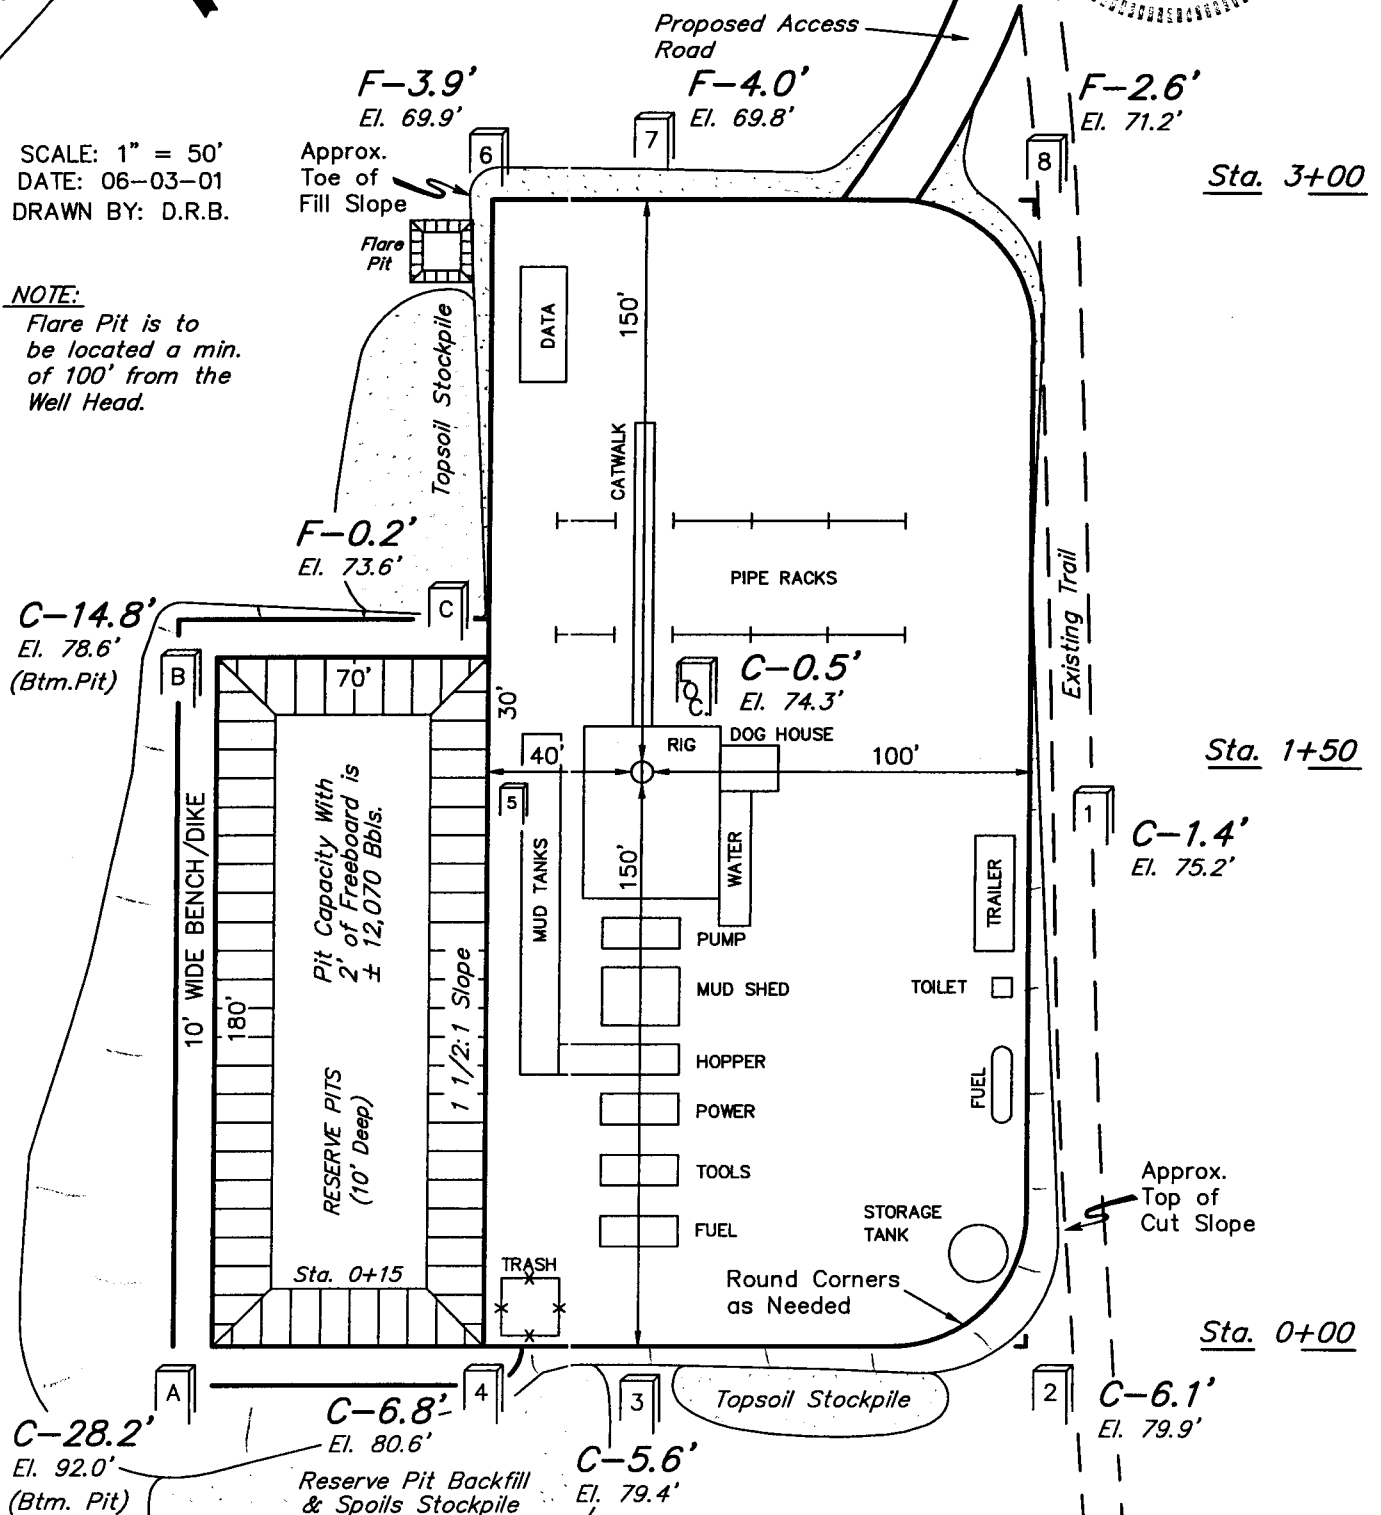 Proposed Access
Road
F-3.9'
El. 69.9'
F-4.0'
El. 69.8'
F-2.6'
El. 71.2'
SCALE: 1" = 50'
DATE: 06-03-01
DRAWN BY: D.R.B.
Approx.
Toe of
Fill Slope
6
7
8
Sta. 3+00
Flare
Pit
NOTE:
Flare Pit is to
be located a min.
of 100' from the
Well Head.
Topsoil Stockpile
DATA
150'
CATWALK
F-0.2'
El. 73.6'
PIPE RACKS
Existing Trail
C-14.8'
El. 78.6'
(Btm.Pit)
C
B
70'
30'
C-0.5'
El. 74.3'
RIG
DOG HOUSE
40'
100'
Sta. 1+50
5
1
C-1.4'
El. 75.2'
10' WIDE BENCH/DIKE
Pit Capacity With
2' of Freeboard is
± 12,070 Bbls.
MUD TANKS
150'
WATER
TRAILER
PUMP
MUD SHED
TOILET
180'
1 1/2:1 Slope
HOPPER
RESERVE PITS
(10' Deep)
POWER
FUEL
TOOLS
Approx.
Top of
Cut Slope
FUEL
STORAGE
TANK
TRASH
Sta. 0+15
Round Corners
as Needed
Sta. 0+00
A
4
3
2
Topsoil Stockpile
C-28.2'
El. 92.0'
(Btm. Pit)
C-6.8'
El. 80.6'
C-5.6'
El. 79.4'
C-6.1'
El. 79.9'
Reserve Pit Backfill
& Spoils Stockpile